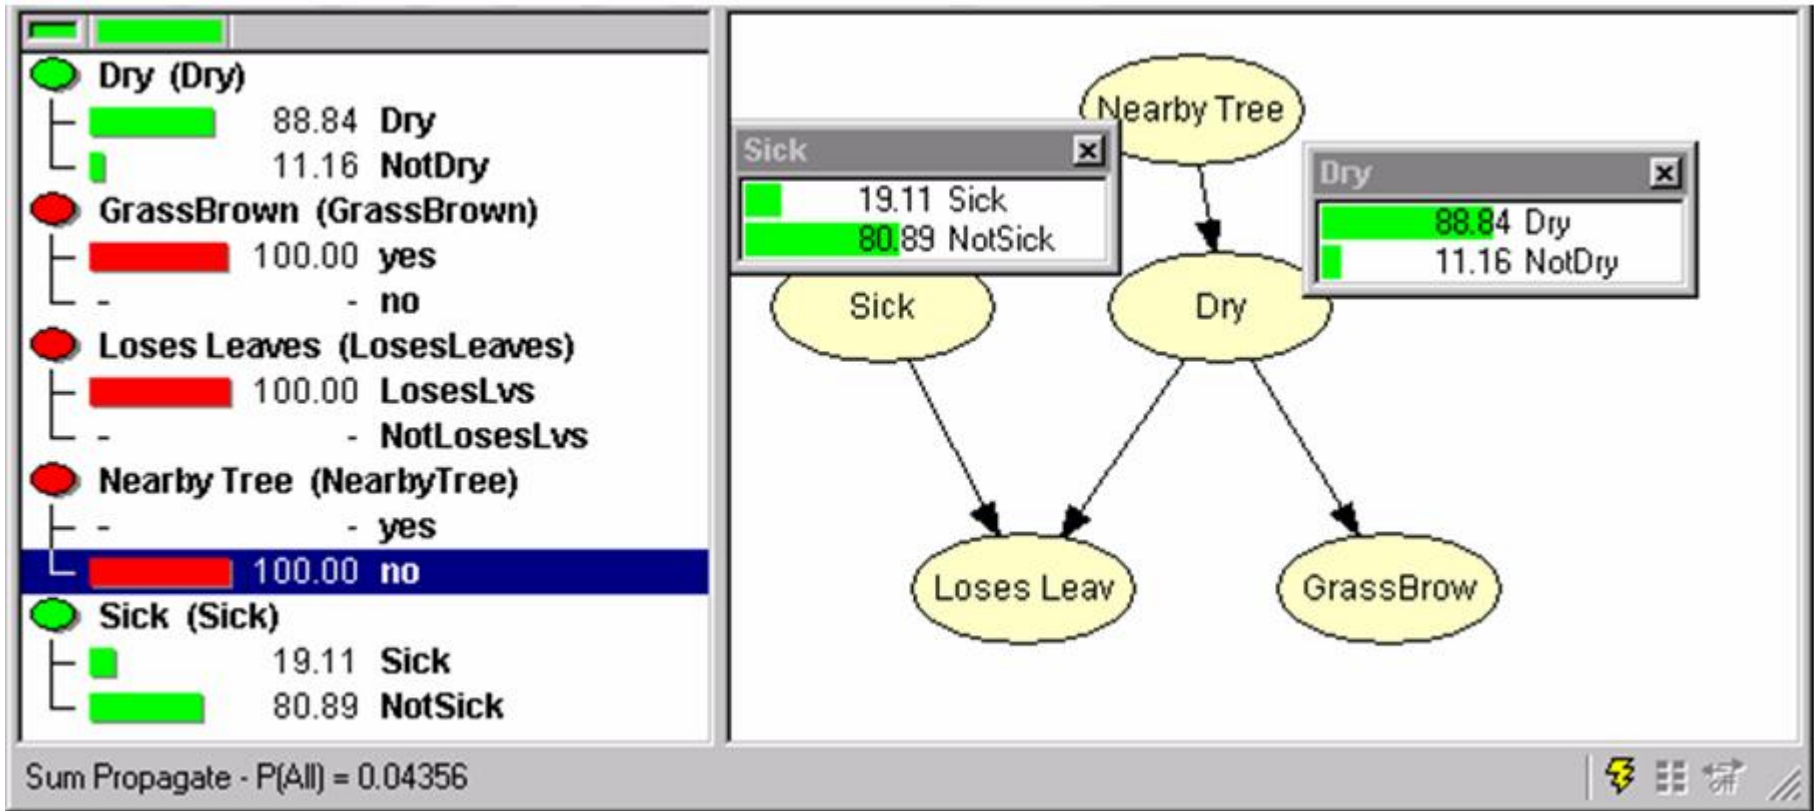 Dry (Dry)
88.84 Dry
11.16 NotDry
GrassBrown (GrassBrown)
100.00 yes
- - no
Loses Leaves (LosesLeaves)
100.00 LosesLvs
- - NotLosesLvs
Nearby Tree (NearbyTree)
- - yes
100.00 no
Sick (Sick)
19.11 Sick
80.89 NotSick
Nearby Tree
Sick
19.11 Sick
80.89 NotSick
Dry
88.84 Dry
11.16 NotDry
Sick
Dry
Loses Leav
GrassBrow
Sum Propagate - P(All) = 0.04356
off